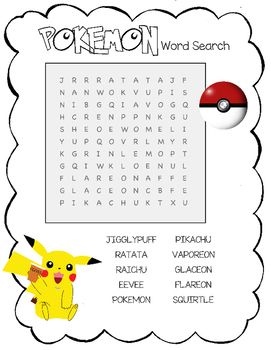 POKEMON Word Search
J R R R A T A T A J F
N A N W O K V U P I S
N I B G Q I A V O G Q
H C R E N P P N K G U
S H E O E W O M E L I
Y U P Q O V R L M Y R
K G R I N L E M O P T
G Q I W K L O E N U L
F L A R E O N A F F E
G L A C E O N C B F E
P I K A C H U K T X U
JIGGLYPUFF PIKACHU
RATATA VAPOREON
RAICHU GLACEON
EEVEE FLAREON
POKEMON SQUIRTLE